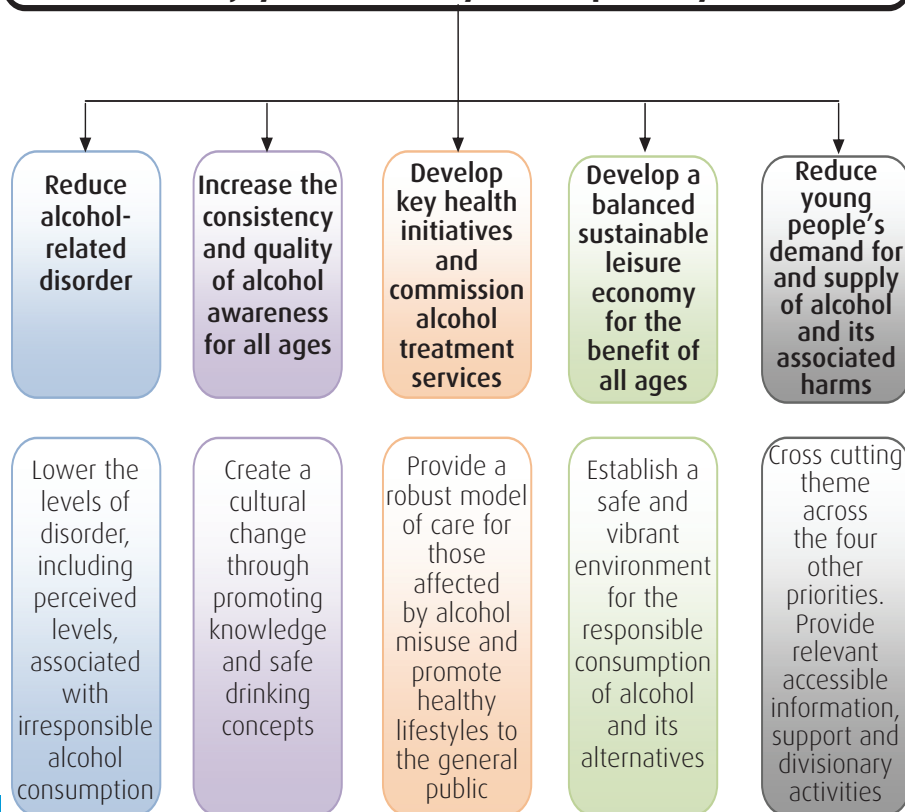 Reduce
alcohol-
related
disorder
Increase the
consistency
and quality
of alcohol
awareness
for all ages
Develop
key health
initiatives
and
commission
alcohol
treatment
services
Develop a
balanced
sustainable
leisure
economy
for the
benefit of
all ages
Reduce
young
people’s
demand for
and supply
of alcohol
and its
associated
harms
Lower the
levels of
disorder,
including
perceived
levels,
associated
with
irresponsible
alcohol
consumption
Create a
cultural
change
through
promoting
knowledge
and safe
drinking
concepts
Provide a
robust model
of care for
those
affected
by alcohol
misuse and
promote
healthy
lifestyles to
the general
public
Establish a
safe and
vibrant
environment
for the
responsible
consumption
of alcohol
and its
alternatives
Cross cutting
theme
across
the four
other
priorities.
Provide
relevant
accessible
information,
support and
divisionary
activities